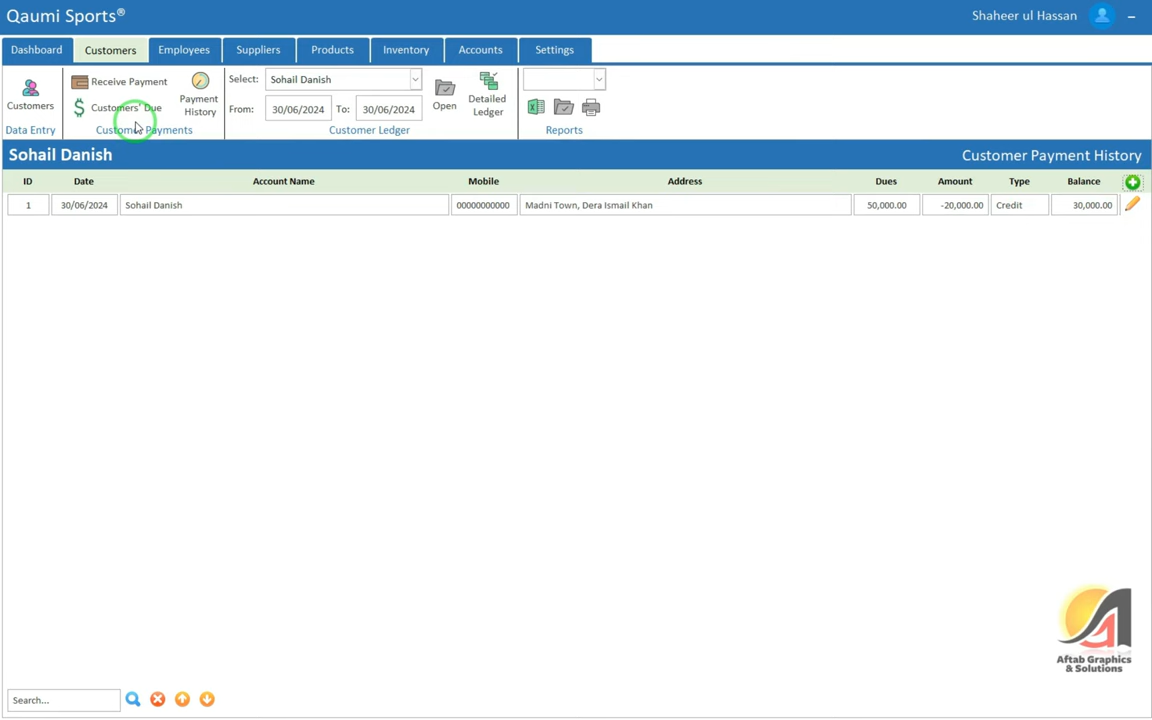 Qaumi Sports®
Shaheer ul Hassan
Dashboard Customers Employees Suppliers Products Inventory Accounts Settings
Customers
Data Entry
Receive Payment
Customers' Due
Payment History
Customer Payments
Select: Sohail Danish
From: 30/06/2024 To: 30/06/2024
Open
Detailed Ledger
Customer Ledger
Reports
Sohail Danish
Customer Payment History
ID Date Account Name Mobile Address Dues Amount Type Balance
1 30/06/2024 Sohail Danish 00000000000 Madni Town, Dera Ismail Khan 50,000.00 -20,000.00 Credit 30,000.00
Aftab Graphics
& Solutions
Search...